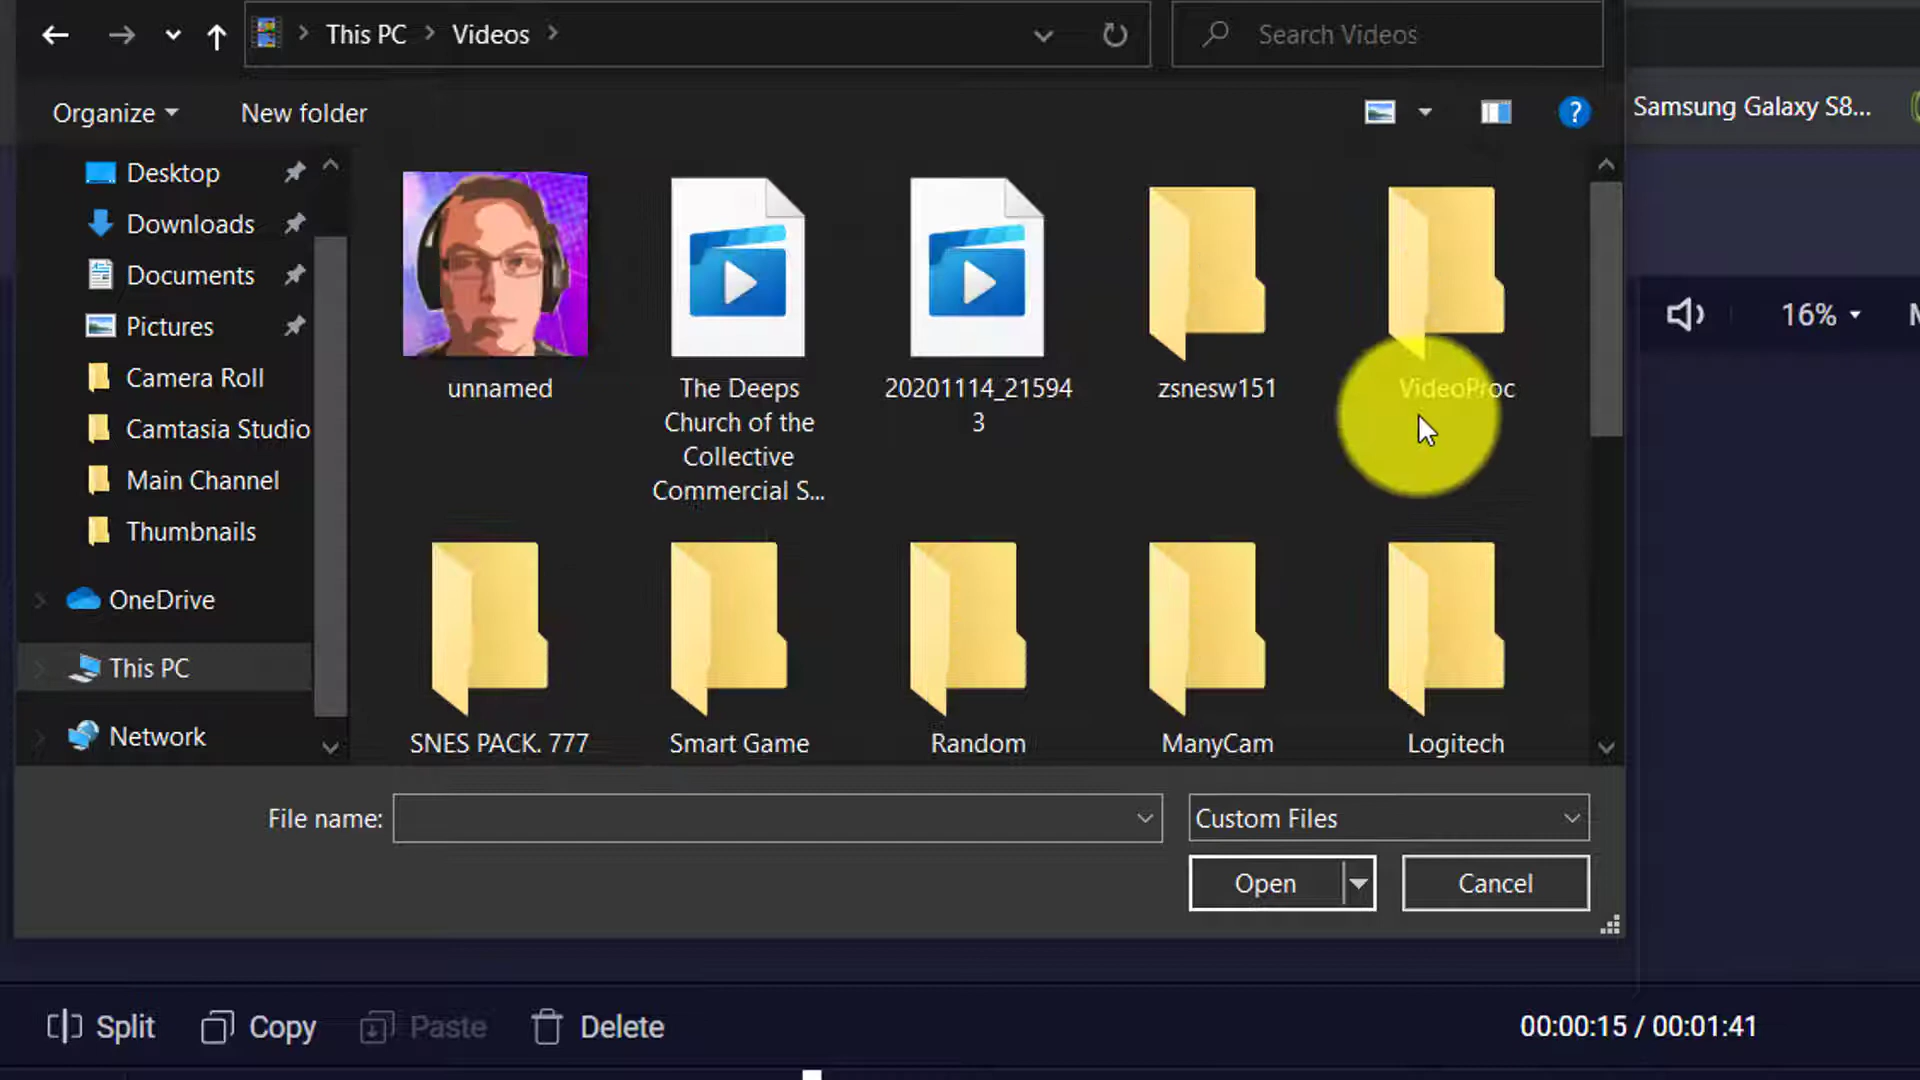 This PC
Videos
Search Videos
Organize
New folder
?
Samsung Galaxy S8...
Desktop
Downloads
Documents
Pictures
Camera Roll
Camtasia Studio
Main Channel
Thumbnails
OneDrive
This PC
Network
unnamed
The Deeps
Church of the
Collective
Commercial S...
20201114_21594
3
zsnesw151
VideoProc
16%
SNES PACK. 777
Smart Game
Random
ManyCam
Logitech
File name:
Custom Files
Open
Cancel
Split
Copy
Paste
Delete
00:00:15 / 00:01:41